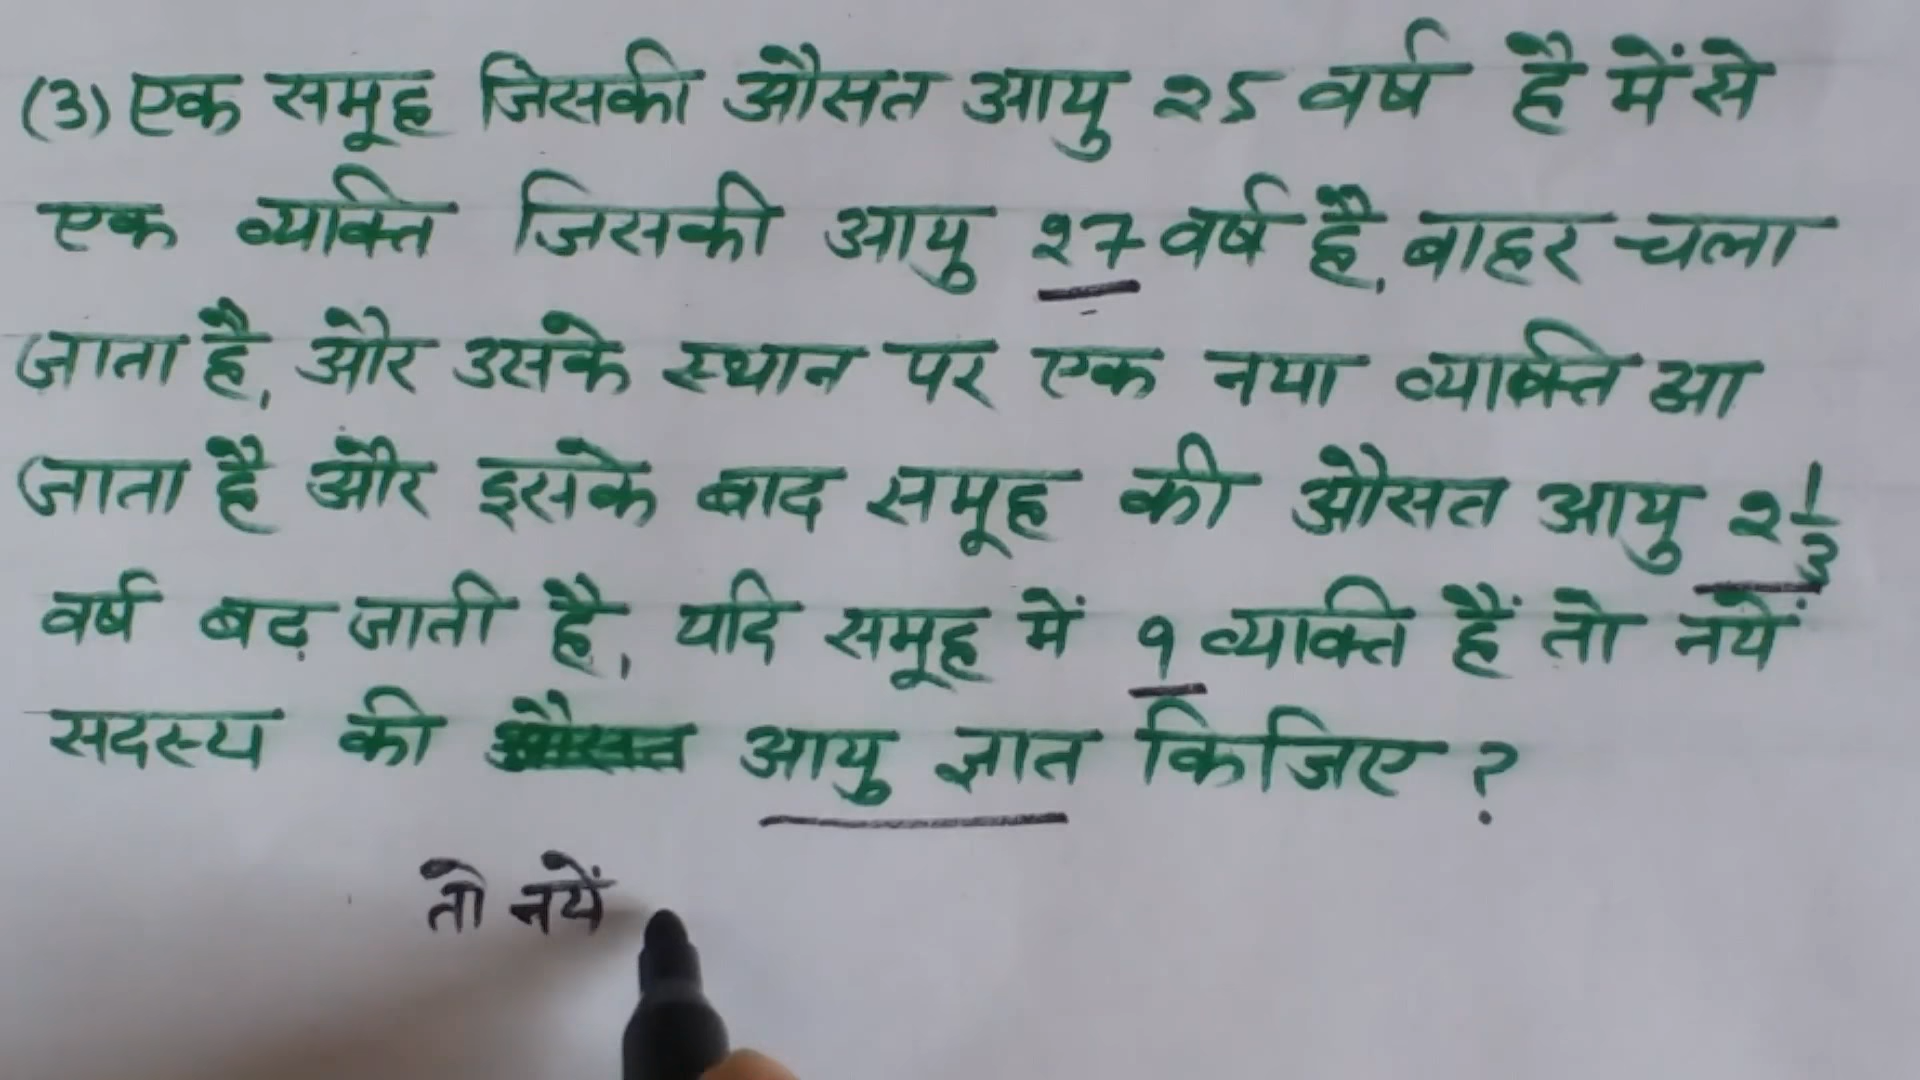 (3) एक समूह जिसकी औसत आयु 25 वर्ष है में से
एक व्यक्ति जिसकी आयु 27 वर्ष है, बाहर चला
जाता है, और उसके स्थान पर एक नया व्यक्ति आ
जाता है और इसके बाद समूह की औसत आयु 2 1/3
वर्ष बढ़ जाती है, यदि समूह में 9 व्यक्ति हैं तो नयें
सदस्य की आयु ज्ञात किजिए ?
तो नयें